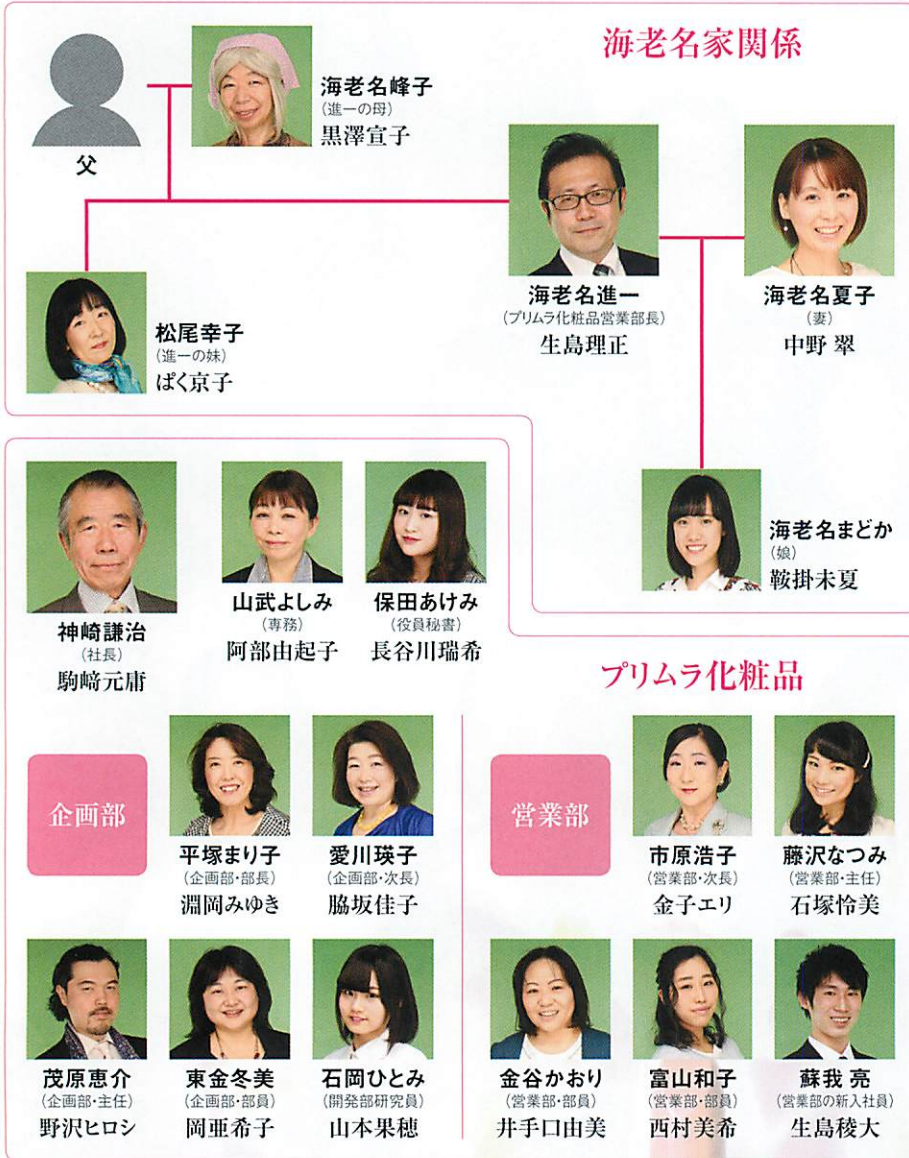 海老名家関係
父
海老名峰子
(進一の母)
黒澤宣子
海老名進一
(プリムラ化粧品営業部長)
生島理正
海老名夏子
(妻)
中野 翠
松尾幸子
(進一の妹)
ぱく京子
海老名まどか
(娘)
鞍掛未夏
プリムラ化粧品
神崎謙治
(社長)
駒﨑元庸
山武よしみ
(専務)
阿部由起子
保田あけみ
(役員秘書)
長谷川瑞希
企画部
平塚まり子
(企画部・部長)
淵岡みゆき
愛川瑛子
(企画部・次長)
脇坂佳子
茂原恵介
(企画部・主任)
野沢ヒロシ
東金冬美
(企画部・部員)
岡亜希子
石岡ひとみ
(開発部研究員)
山本果穂
営業部
市原浩子
(営業部・次長)
金子エリ
藤沢なつみ
(営業部・主任)
石塚怜美
金谷かおり
(営業部・部員)
井手口由美
富山和子
(営業部・部員)
西村美希
蘇我 亮
(営業部の新入社員)
生島稜大